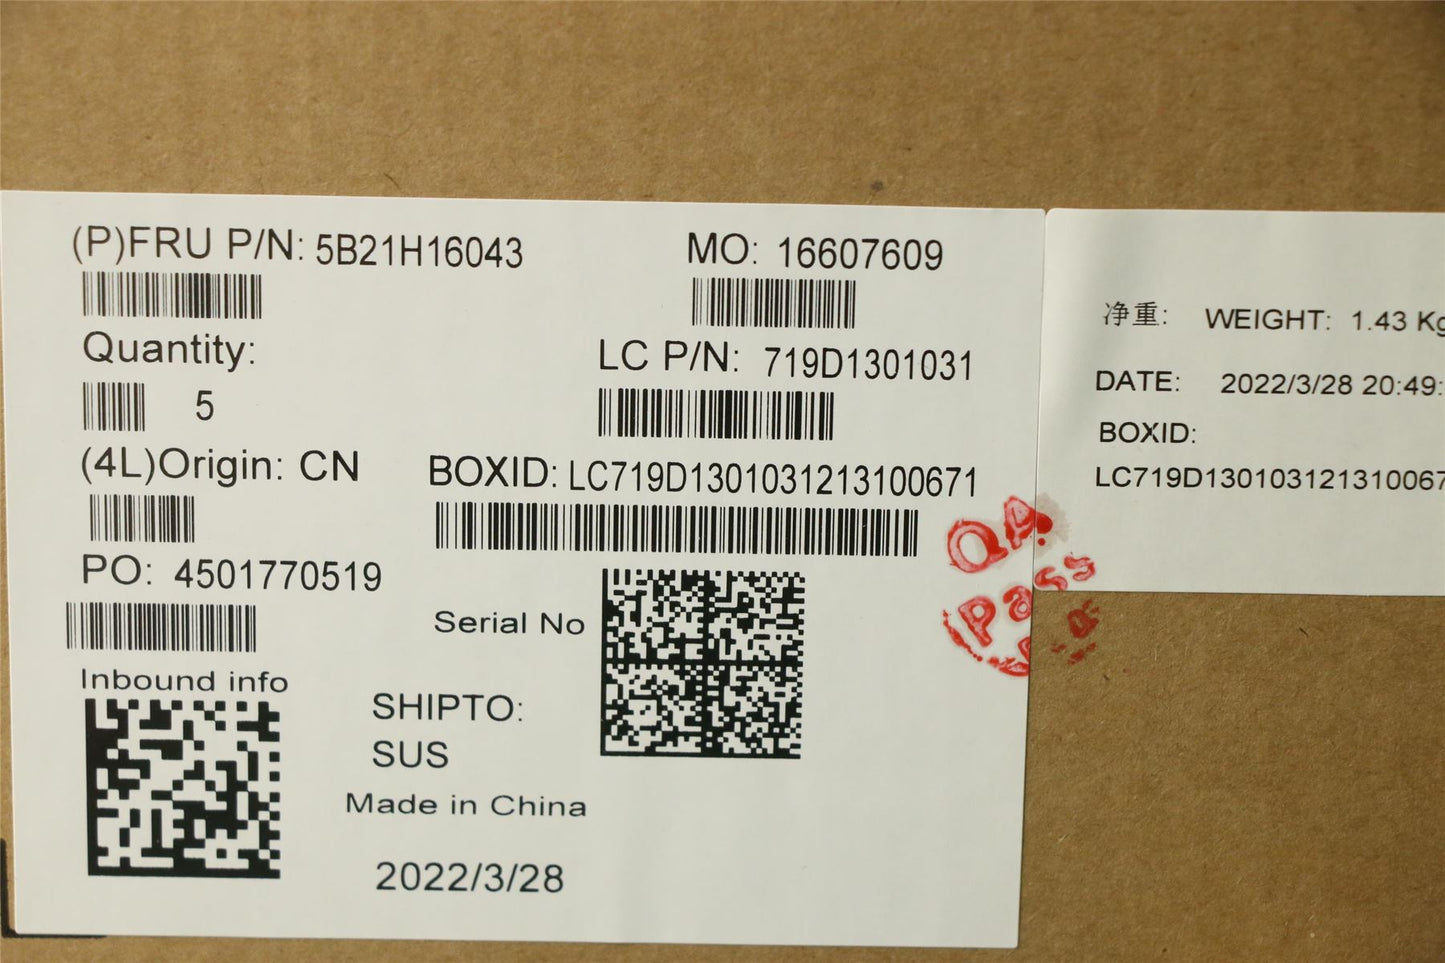 (P)FRU P/N: 5B21H16043
MO: 16607609
Quantity:
5
LC P/N: 719D1301031
(4L)Origin: CN
BOXID: LC719D1301031213100671
PO: 4501770519
Serial No
Inbound info
SHIPTO:
SUS
Made in China
2022/3/28
净重: WEIGHT: 1.43 Kg
DATE: 2022/3/28 20:49:
BOXID:
LC719D130103121310067
QA
Pass